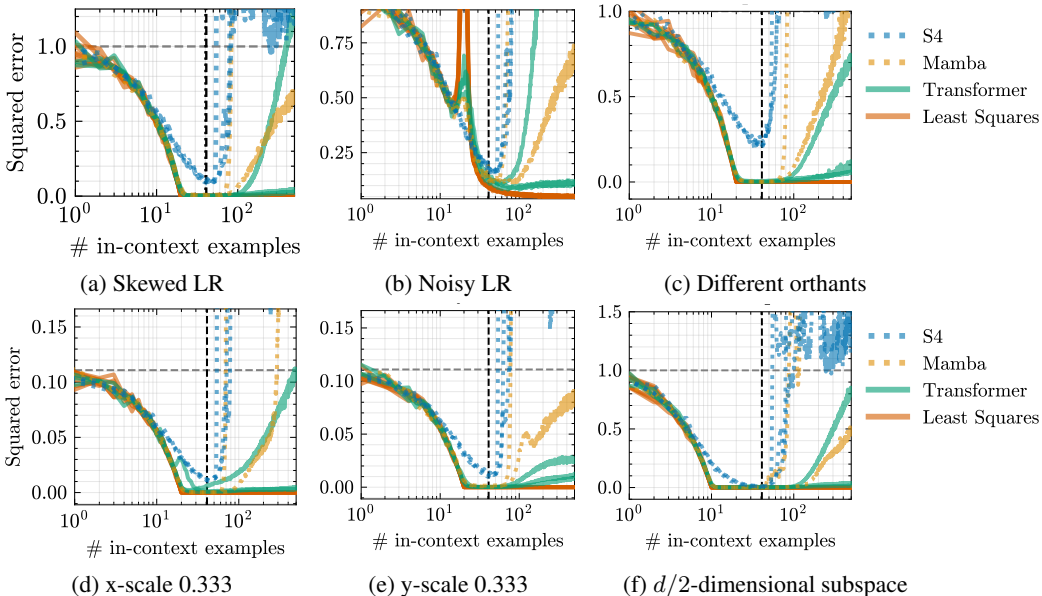 1.0
0.5
0.0
Squared error
10^0
10^1
10^2
# in-context examples
(a) Skewed LR
0.75
0.50
0.25
10^0
10^1
10^2
# in-context examples
(b) Noisy LR
1.0
0.5
0.0
10^0
10^1
10^2
# in-context examples
(c) Different orthants
S4
Mamba
Transformer
Least Squares
0.15
0.10
0.05
0.00
Squared error
10^0
10^1
10^2
# in-context examples
(d) x-scale 0.333
0.15
0.10
0.05
0.00
10^0
10^1
10^2
# in-context examples
(e) y-scale 0.333
1.5
1.0
0.5
0.0
10^0
10^1
10^2
# in-context examples
(f) d/2-dimensional subspace
S4
Mamba
Transformer
Least Squares